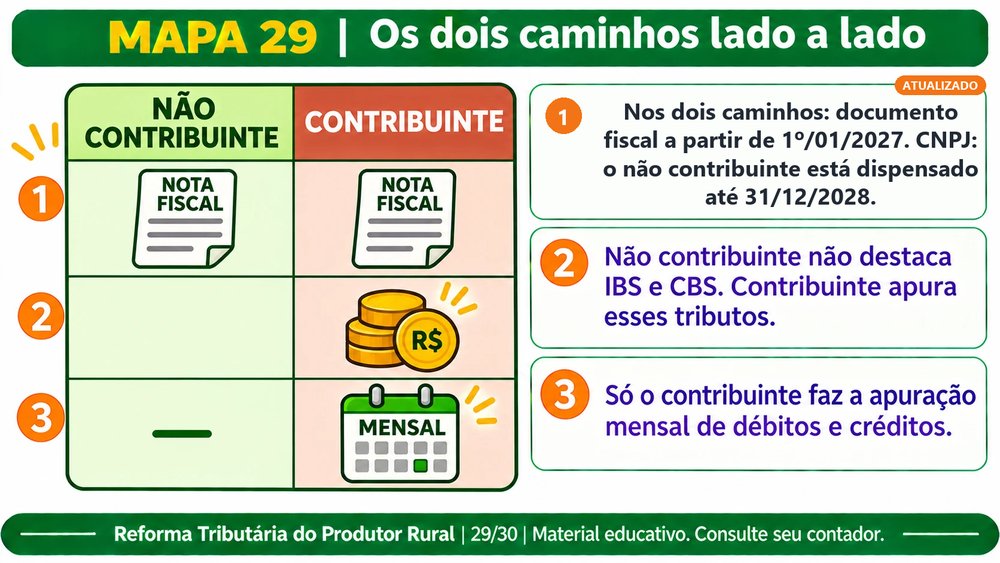 MAPA 29 | Os dois caminhos lado a lado
NÃO
CONTRIBUINTE
CONTRIBUINTE
1
NOTA
FISCAL
NOTA
FISCAL
2
R$
3
MENSAL
ATUALIZADO
1
Nos dois caminhos: documento
fiscal a partir de 1º/01/2027. CNPJ:
o não contribuinte está dispensado
até 31/12/2028.
2
Não contribuinte não destaca
IBS e CBS. Contribuinte apura
esses tributos.
3
Só o contribuinte faz a apuração
mensal de débitos e créditos.
Reforma Tributária do Produtor Rural | 29/30 | Material educativo. Consulte seu contador.